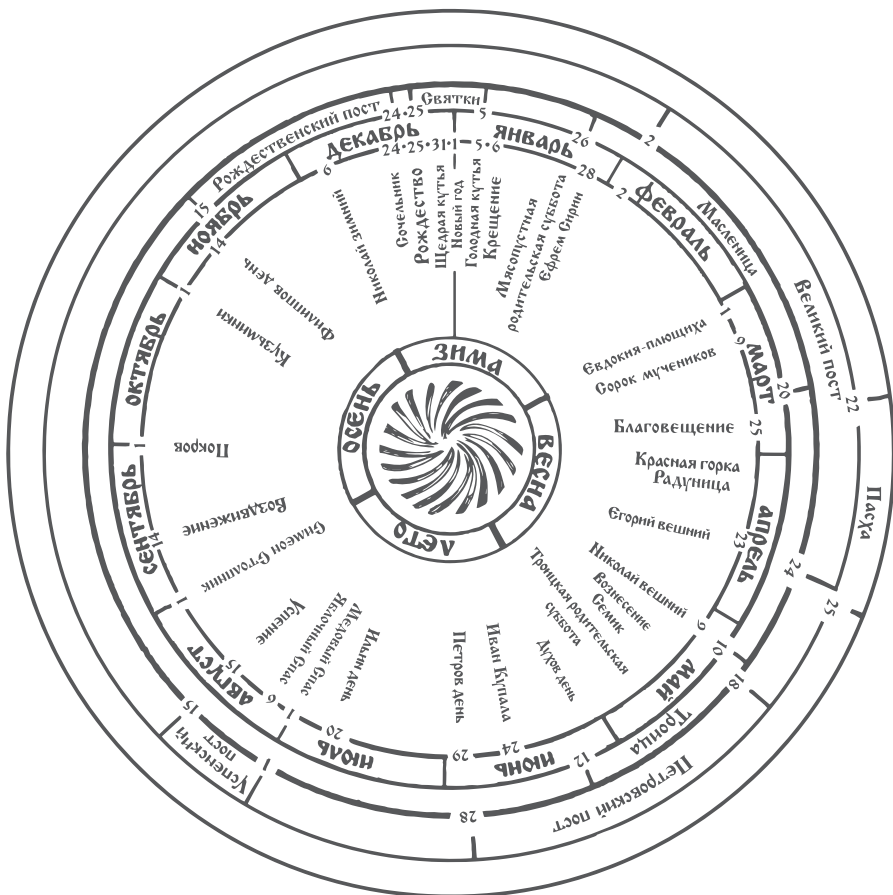 2
Рождественский пост
24
25
Святки
5
26
Масленица
Великий пост
20
22
Пасха
24
25
10
18
Троица
12
Петровский пост
28
1
Успенский
пост
15
15
ЯНВАРЬ
1
5
6
28
ФЕВРАЛЬ
2
МАРТ
1
9
25
АПРЕЛЬ
23
МАЙ
9
ИЮНЬ
24
29
ИЮЛЬ
20
АВГУСТ
1
6
15
СЕНТЯБРЬ
1
14
ОКТЯБРЬ
1
НОЯБРЬ
1
14
ДЕКАБРЬ
6
24
25
31
Новый год
Голодная кутья
Крещение
Мясопустная
родительская суббота
Ефрем Сирин
Евдокия-плющиха
Сорок мучеников
Благовещение
Красная горка
Радуница
Егорий вешний
Николай вешний
Вознесение
Семик
Троицкая родительская
суббота
Духов день
Иван Купала
Петров день
Ильин день
Медовый Спас
Яблочный Спас
Успение
Симеон Столпник
Воздвижение
Покров
Кузьминки
Филиппов день
Николай зимний
Сочельник
Рождество
Щедрая кутья
ЗИМА
ВЕСНА
ЛЕТО
ОСЕНЬ